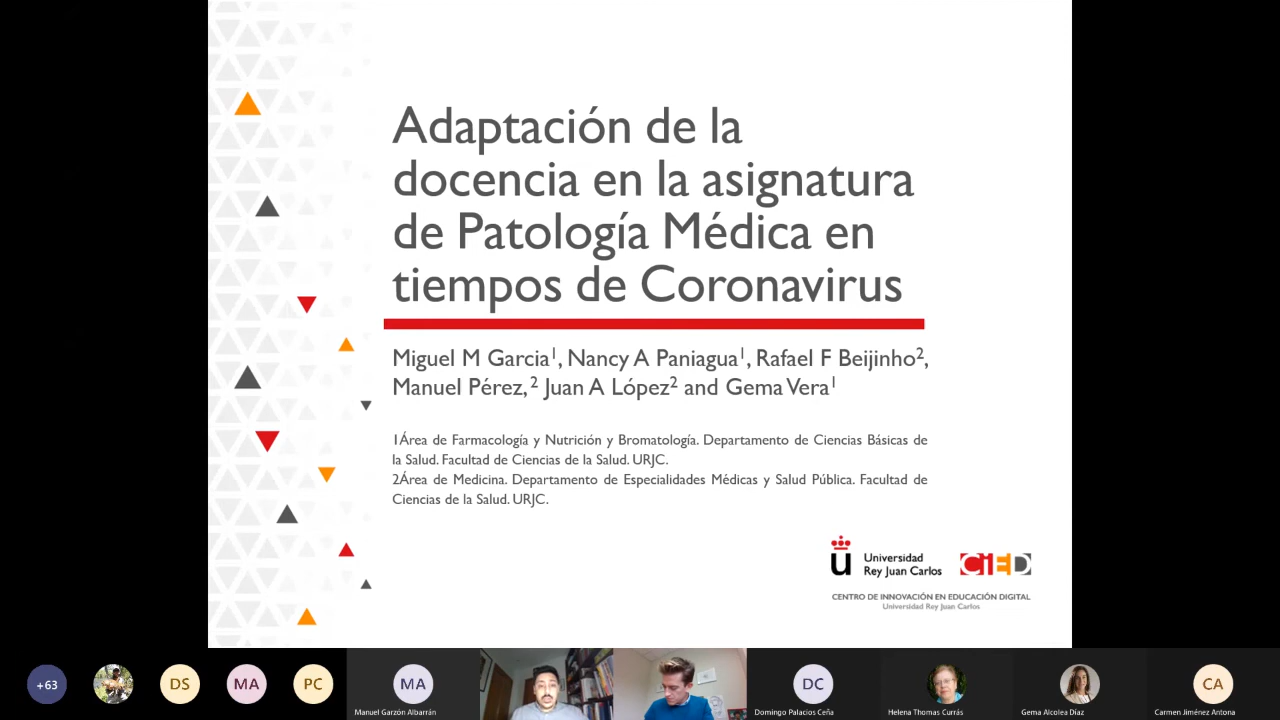 Adaptación de la
docencia en la asignatura
de Patología Médica en
tiempos de Coronavirus
Miguel M Garcia¹, Nancy A Paniagua¹, Rafael F Beijinho²,
Manuel Pérez,² Juan A López² and Gema Vera¹
1Área de Farmacología y Nutrición y Bromatología. Departamento de Ciencias Básicas de
la Salud. Facultad de Ciencias de la Salud. URJC.
2Área de Medicina. Departamento de Especialidades Médicas y Salud Pública. Facultad de
Ciencias de la Salud. URJC.
Universidad
Rey Juan Carlos
CiED
CENTRO DE INNOVACIÓN EN EDUCACIÓN DIGITAL
Universidad Rey Juan Carlos
+63
DS
MA
PC
MA
DC
CA
Manuel Garzón Albarrán
Domingo Palacios Ceña
Helena Thomas Currás
Gema Alcolea Díaz
Carmen Jiménez Antona